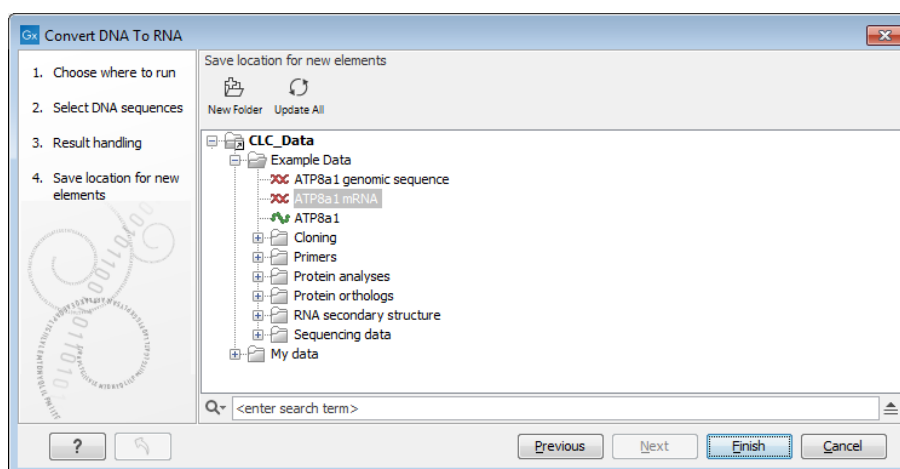 Gx Convert DNA To RNA
1. Choose where to run
2. Select DNA sequences
3. Result handling
4. Save location for new
elements
Save location for new elements
New Folder Update All
CLC_Data
Example Data
ATP8a1 genomic sequence
ATP8a1 mRNA
ATP8a1
Cloning
Primers
Protein analyses
Protein orthologs
RNA secondary structure
Sequencing data
My data
<enter search term>
? Previous Next Finish Cancel